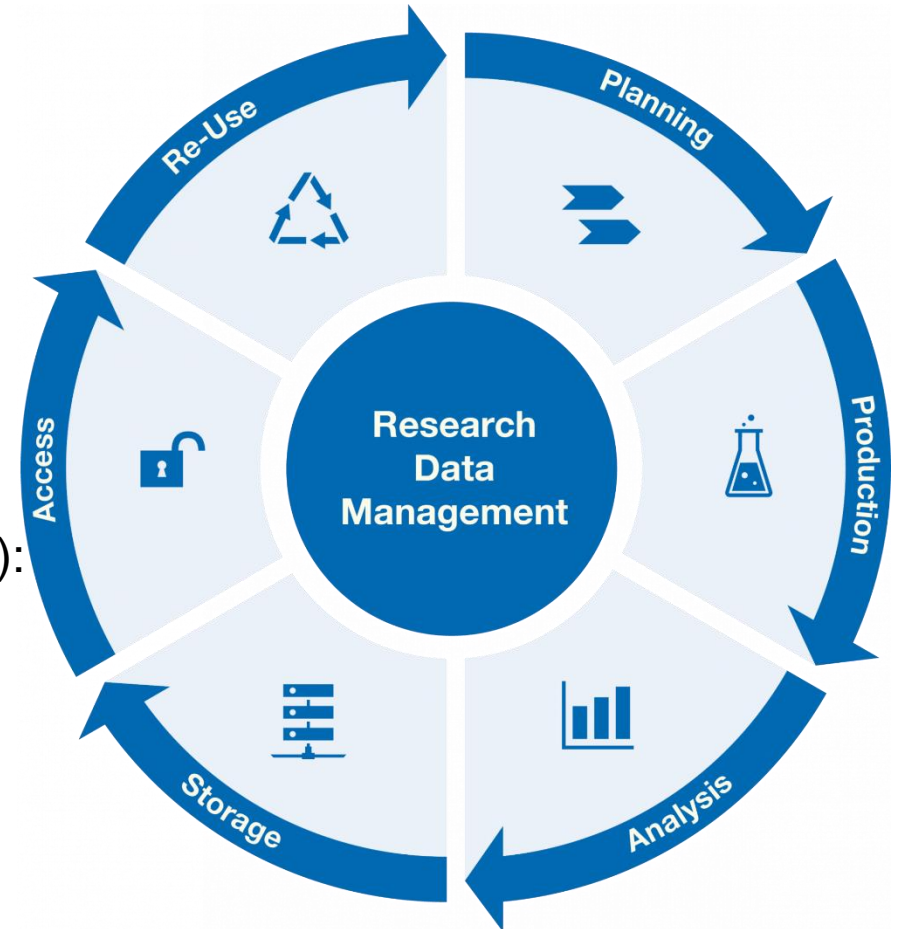 Planning
Production
Analysis
Storage
Access
Re-Use
Research
Data
Management
):